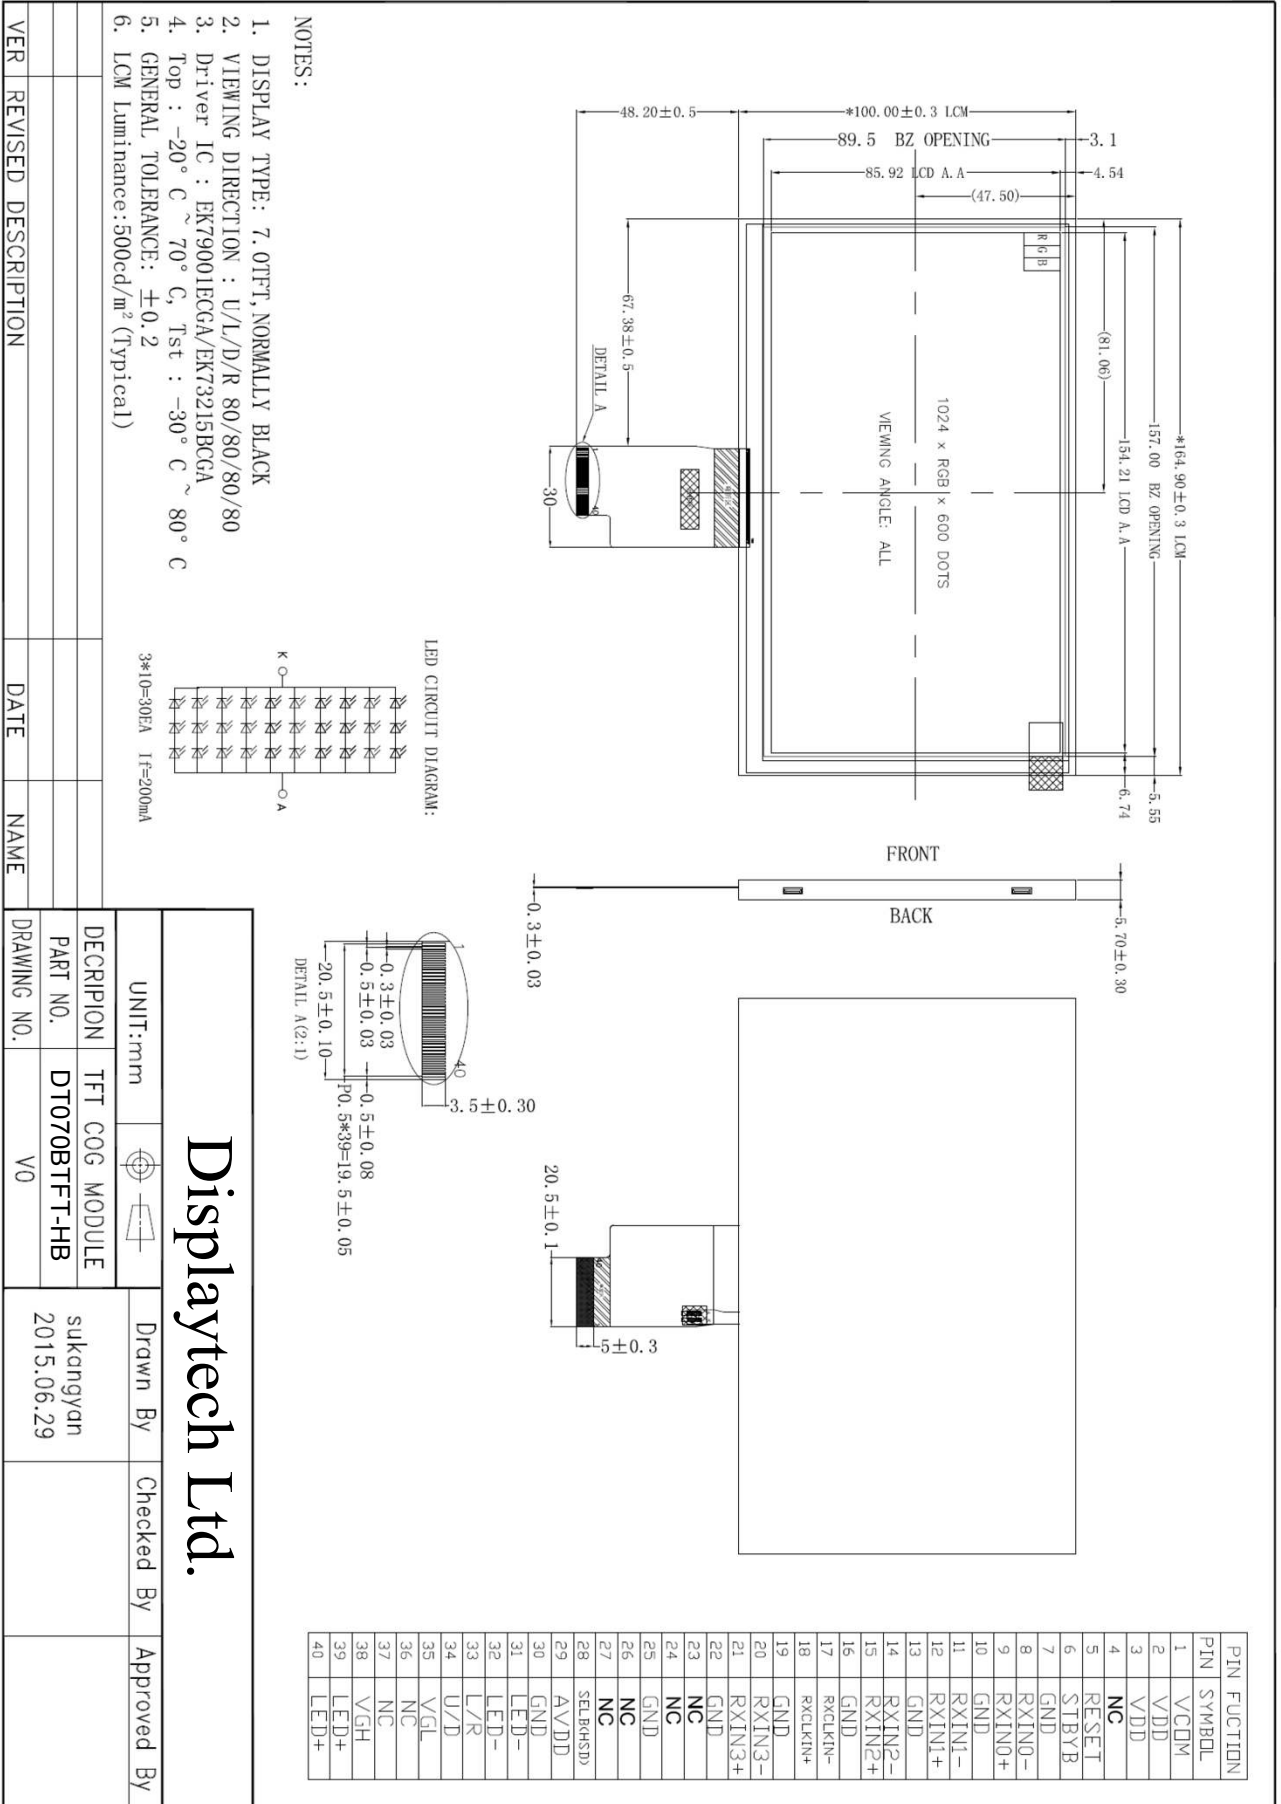 *164.90±0.3 LCM
157.00 BZ OPENING
5.55
154.21 LCD A.A
6.74
(81.06)
*100.00±0.3 LCM
89.5 BZ OPENING
3.1
85.92 LCD A.A
4.54
(47.50)
48.20±0.5
R G B
1024 x RGB x 600 DOTS
VIEWING ANGLE: ALL
67.38±0.5
DETAIL A
1
40
30
FRONT
BACK
5.70±0.30
0.3±0.03
20.5±0.1
5±0.3
1
40
3.5±0.30
0.3±0.03
0.5±0.03
0.5±0.08
20.5±0.10
P0.5*39=19.5±0.05
DETAIL A(2:1)
PIN FUCTION
PIN SYMBOL
1 VCOM
2 VDD
3 VDD
4 NC
5 RESET
6 STBYB
7 GND
8 RXIN0-
9 RXIN0+
10 GND
11 RXIN1-
12 RXIN1+
13 GND
14 RXIN2-
15 RXIN2+
16 GND
17 RXCLKIN-
18 RXCLKIN+
19 GND
20 RXIN3-
21 RXIN3+
22 GND
23 NC
24 NC
25 GND
26 NC
27 NC
28 SELB(HSD)
29 AVDD
30 GND
31 LED-
32 LED-
33 L/R
34 U/D
35 VGL
36 NC
37 NC
38 VGH
39 LED+
40 LED+
LED CIRCUIT DIAGRAM:
K
A
3*10=30EA If=200mA
NOTES:
1. DISPLAY TYPE: 7.0TFT,NORMALLY BLACK
2. VIEWING DIRECTION : U/L/D/R 80/80/80/80
3. Driver IC : EK79001ECGA/EK73215BCGA
4. Top : -20° C ~ 70° C, Tst : -30° C ~ 80° C
5. GENERAL TOLERANCE: ±0.2
6. LCM Luminance:500cd/m²(Typical)
VER REVISED DESCRIPTION DATE NAME
Displaytech Ltd.
UNIT:mm
Drawn By Checked By Approved By
DECRIPION TFT COG MODULE
PART NO. DT070BTFT-HB
DRAWING NO. V0
sukangyan
2015.06.29